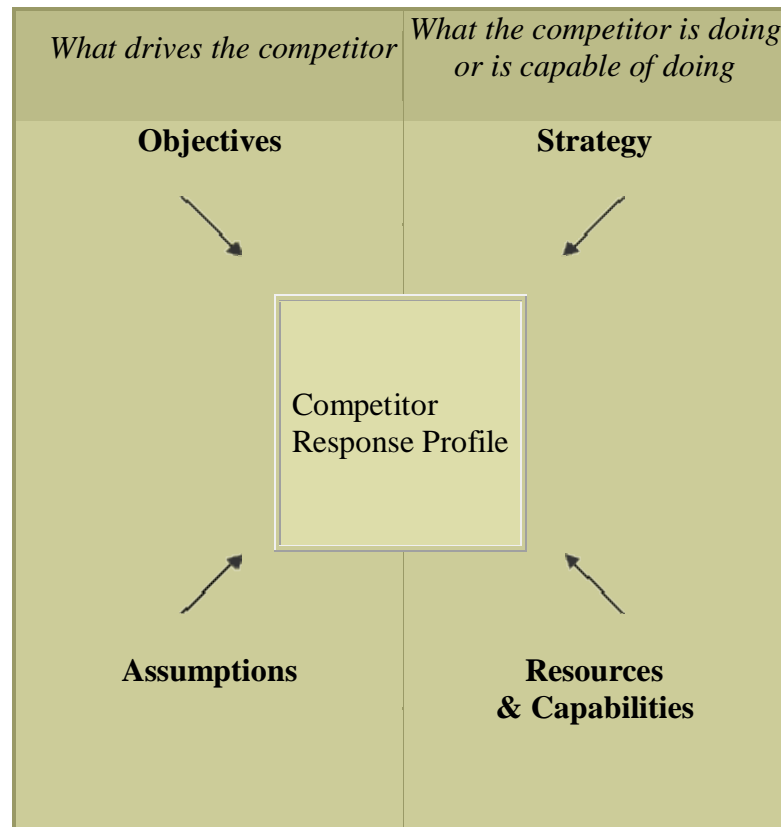 What drives the competitor
What the competitor is doing
or is capable of doing
Objectives
Strategy
Competitor
Response Profile
Assumptions
Resources
& Capabilities